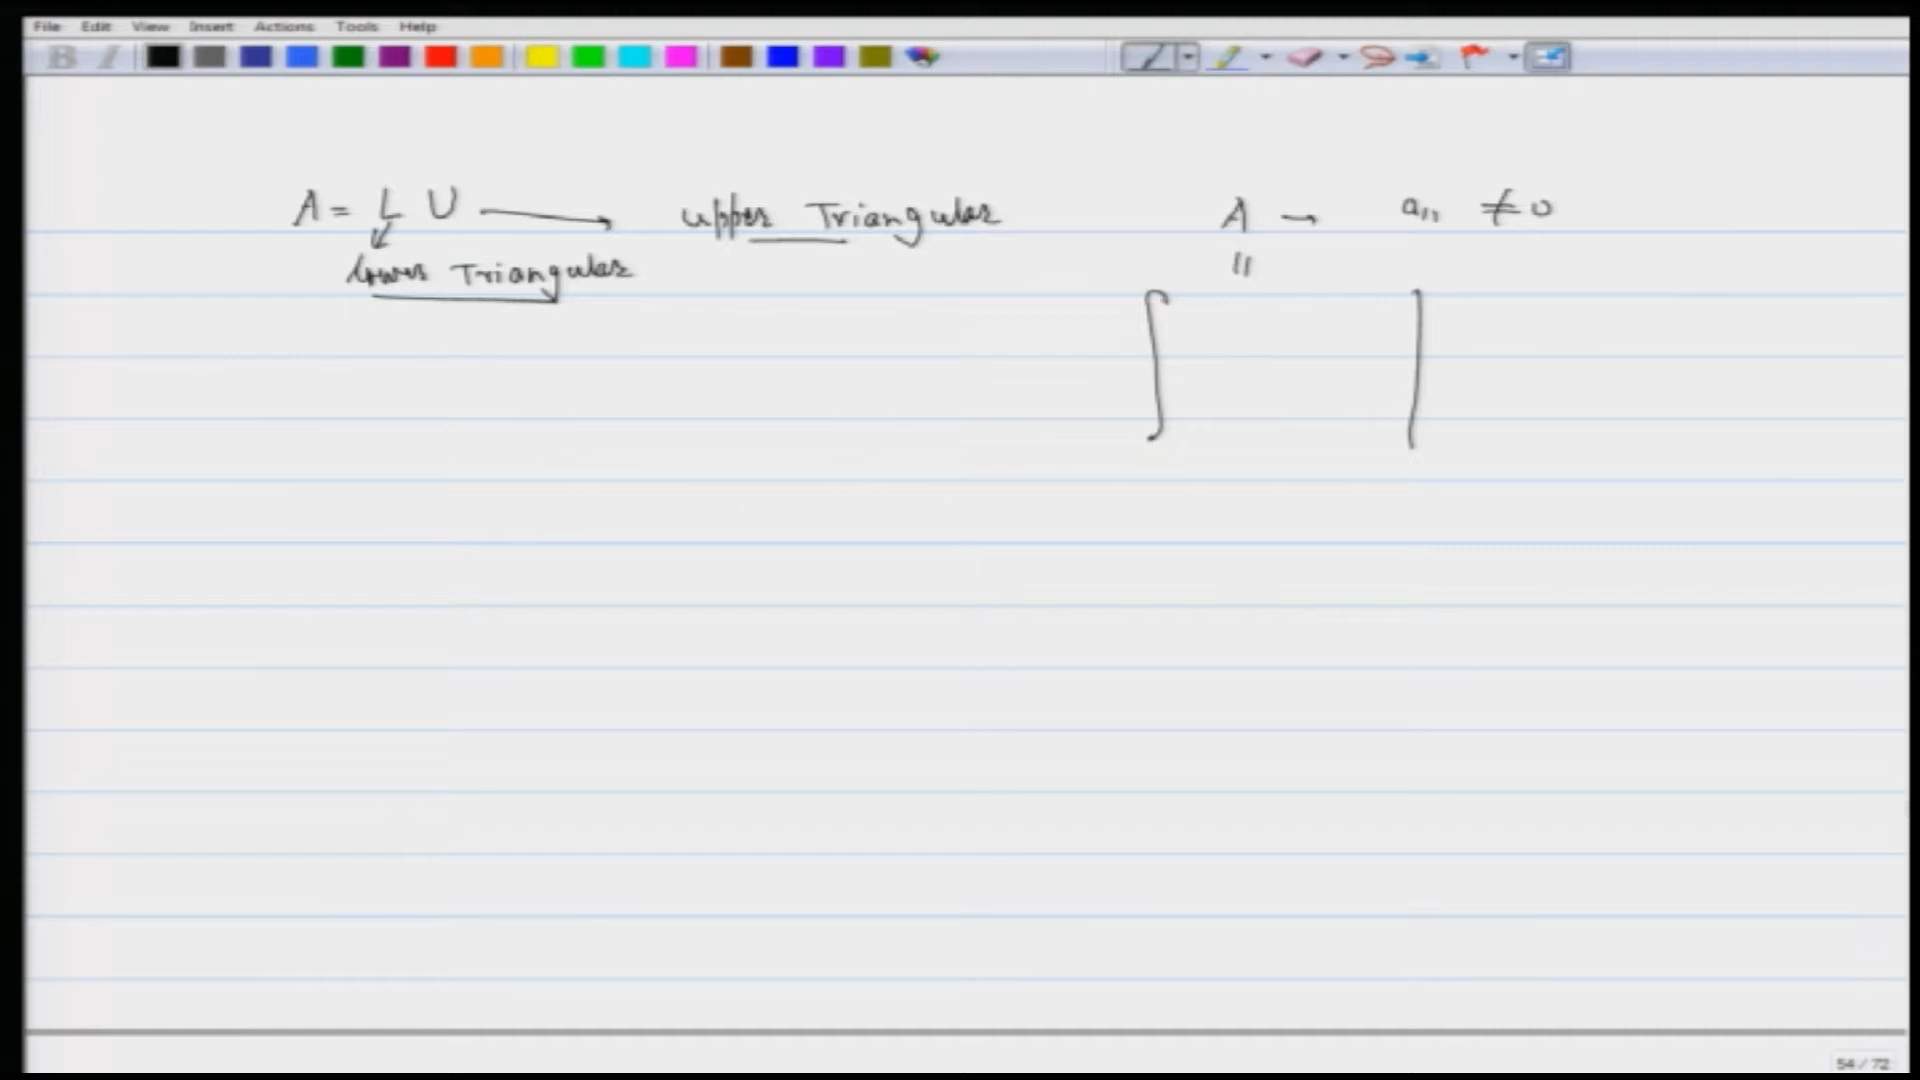 File Edit View Insert Actions Tools Help
B I
A = L U → upper Triangular
lower Triangular
A → a₁₁ ≠ 0
=
54 / 72